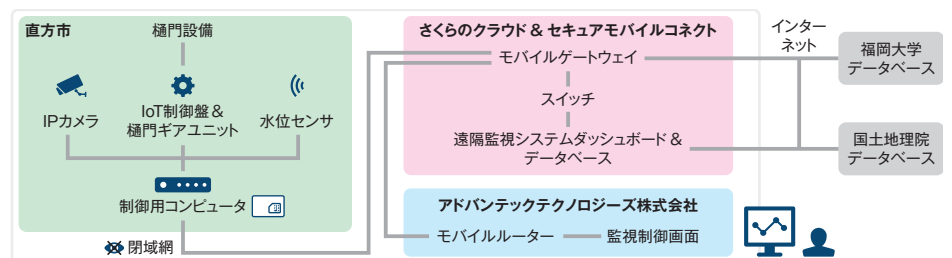 直方市
樋門設備
IPカメラ
IoT制御盤&
樋門ギアユニット
水位センサ
制御用コンピュータ
閉域網
さくらのクラウド & セキュアモバイルコネクト
モバイルゲートウェイ
スイッチ
遠隔監視システムダッシュボード&
データベース
アドバンテックテクノロジーズ株式会社
モバイルルーター
監視制御画面
インター
ネット
福岡大学
データベース
国土地理院
データベース